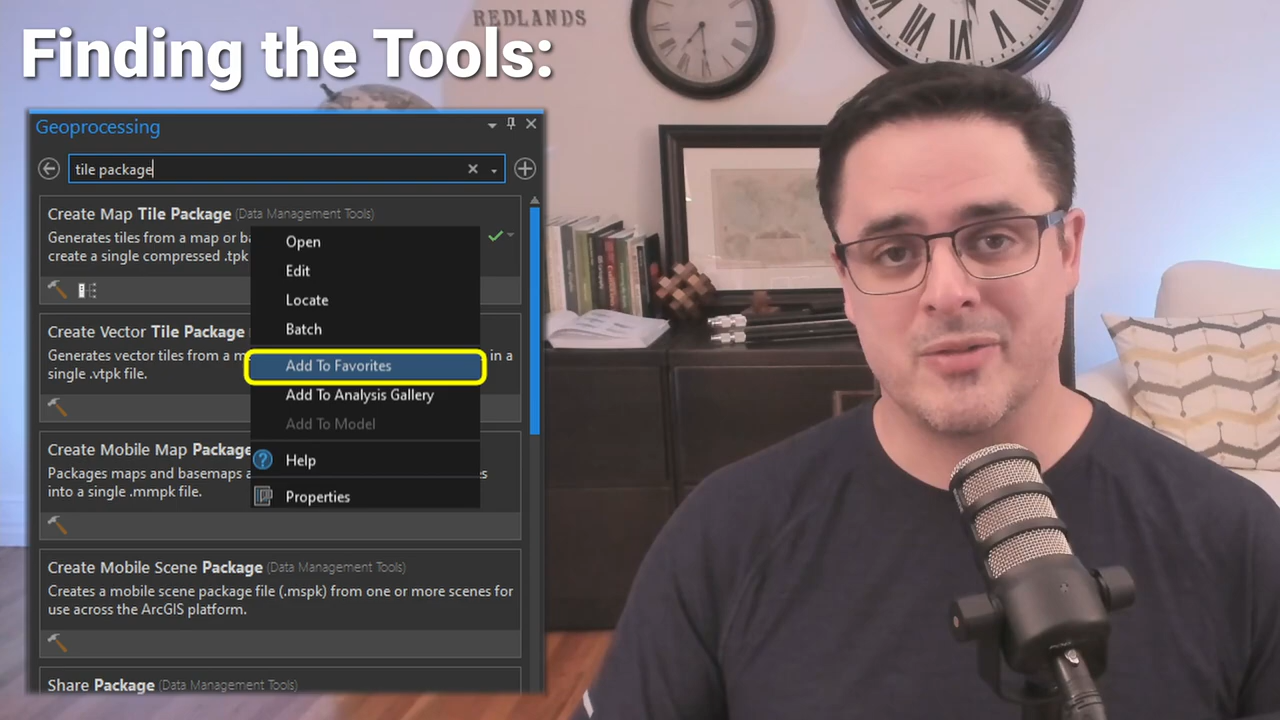 REDLANDS
Finding the Tools:
Geoprocessing
tile package
Create Map Tile Package (Data Management Tools)
Generates tiles from a map or ba
create a single compressed .tpk
Create Vector Tile Package
Generates vector tiles from a m
in a
single .vtpk file.
Create Mobile Map Package
Packages maps and basemaps a
es
into a single .mmpk file.
Create Mobile Scene Package (Data Management Tools)
Creates a mobile scene package file (.mspk) from one or more scenes for
use across the ArcGIS platform.
Share Package (Data Management Tools)
Open
Edit
Locate
Batch
Add To Favorites
Add To Analysis Gallery
Add To Model
Help
Properties